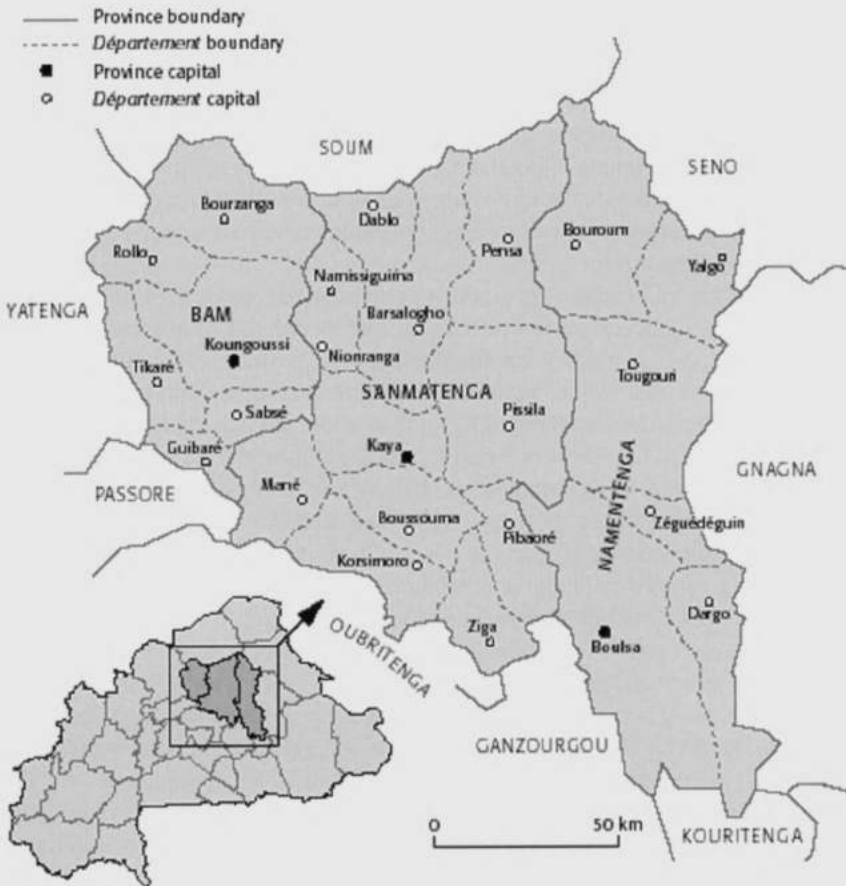 Province boundary
Département boundary
Province capital
Département capital
SOUM
SENO
Bourzanga
Dablo
Pensa
Bouroum
Rollo
Yalgo
Namissiguima
YATENGA
BAM
Barsalogho
Koungoussi
Nionranga
Tikaré
Tougouri
SANMATENGA
Sabsé
Pissila
Guibaré
Kaya
NAMENTENGA
GNAGNA
PASSORE
Mané
Boussouma
Pibaoré
Zéguédéguin
Korsimoro
OUBRITENGA
Ziga
Boulsa
Dargo
GANZOURGOU
0 50 km
KOURITENGA